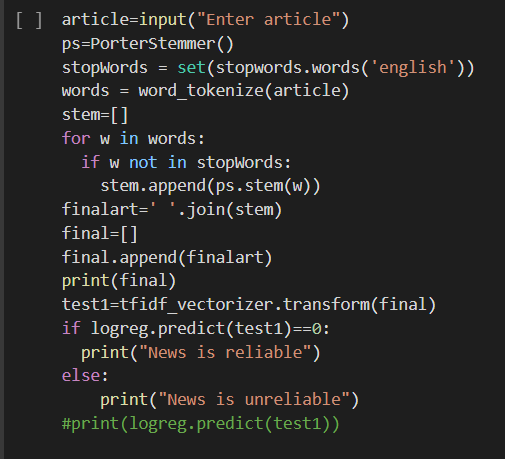 [ ] article=input("Enter article")
ps=PorterStemmer()
stopWords = set(stopwords.words('english'))
words = word_tokenize(article)
stem=[]
for w in words:
  if w not in stopWords:
    stem.append(ps.stem(w))
finalart=' '.join(stem)
final=[]
final.append(finalart)
print(final)
test1=tfidf_vectorizer.transform(final)
if logreg.predict(test1)==0:
  print("News is reliable")
else:
    print("News is unreliable")
#print(logreg.predict(test1))